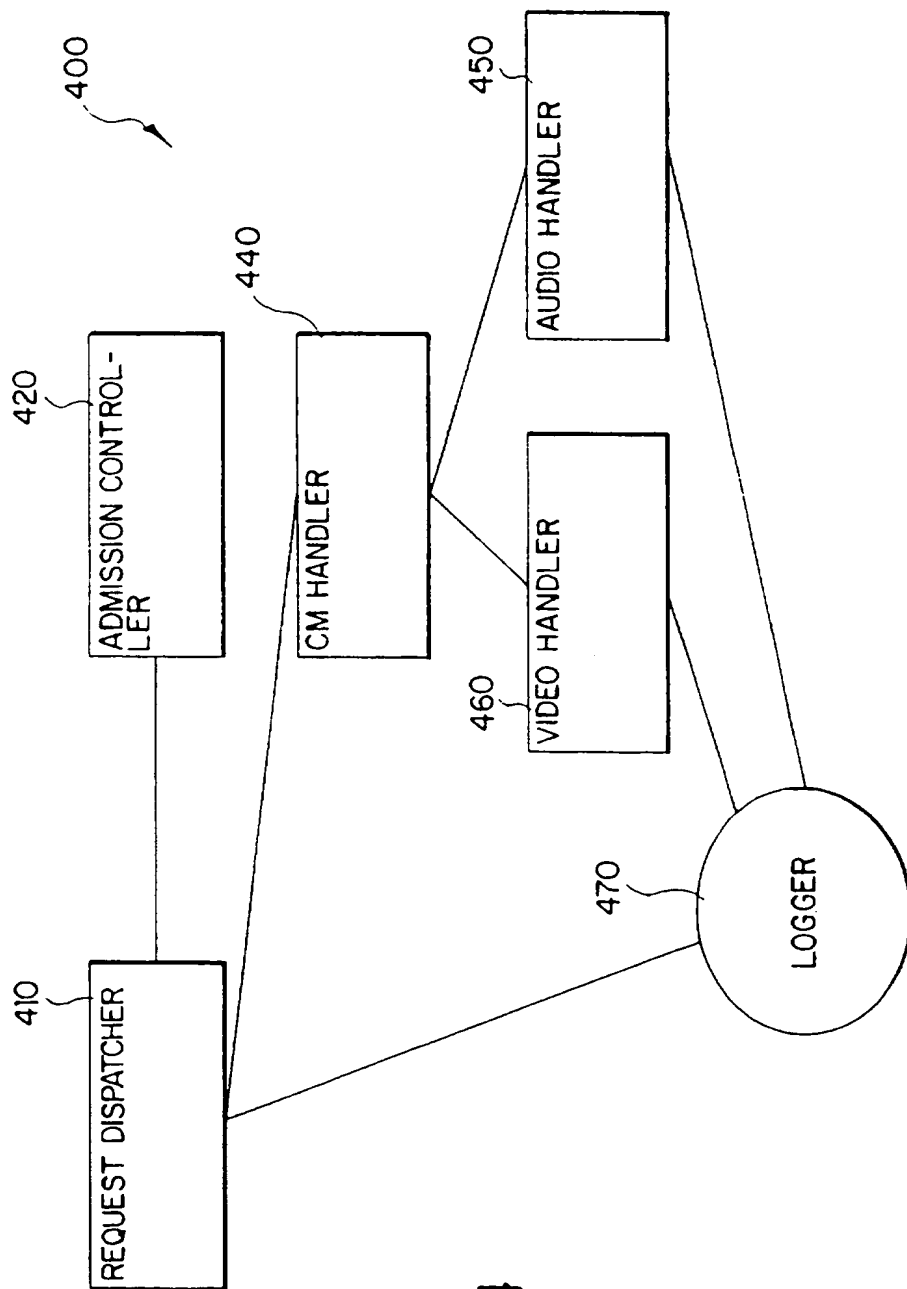 400
410
REQUEST DISPATCHER
420
ADMISSION CONTROL-
LER
440
CM HANDLER
460
VIDEO HANDLER
450
AUDIO HANDLER
470
LOGGER